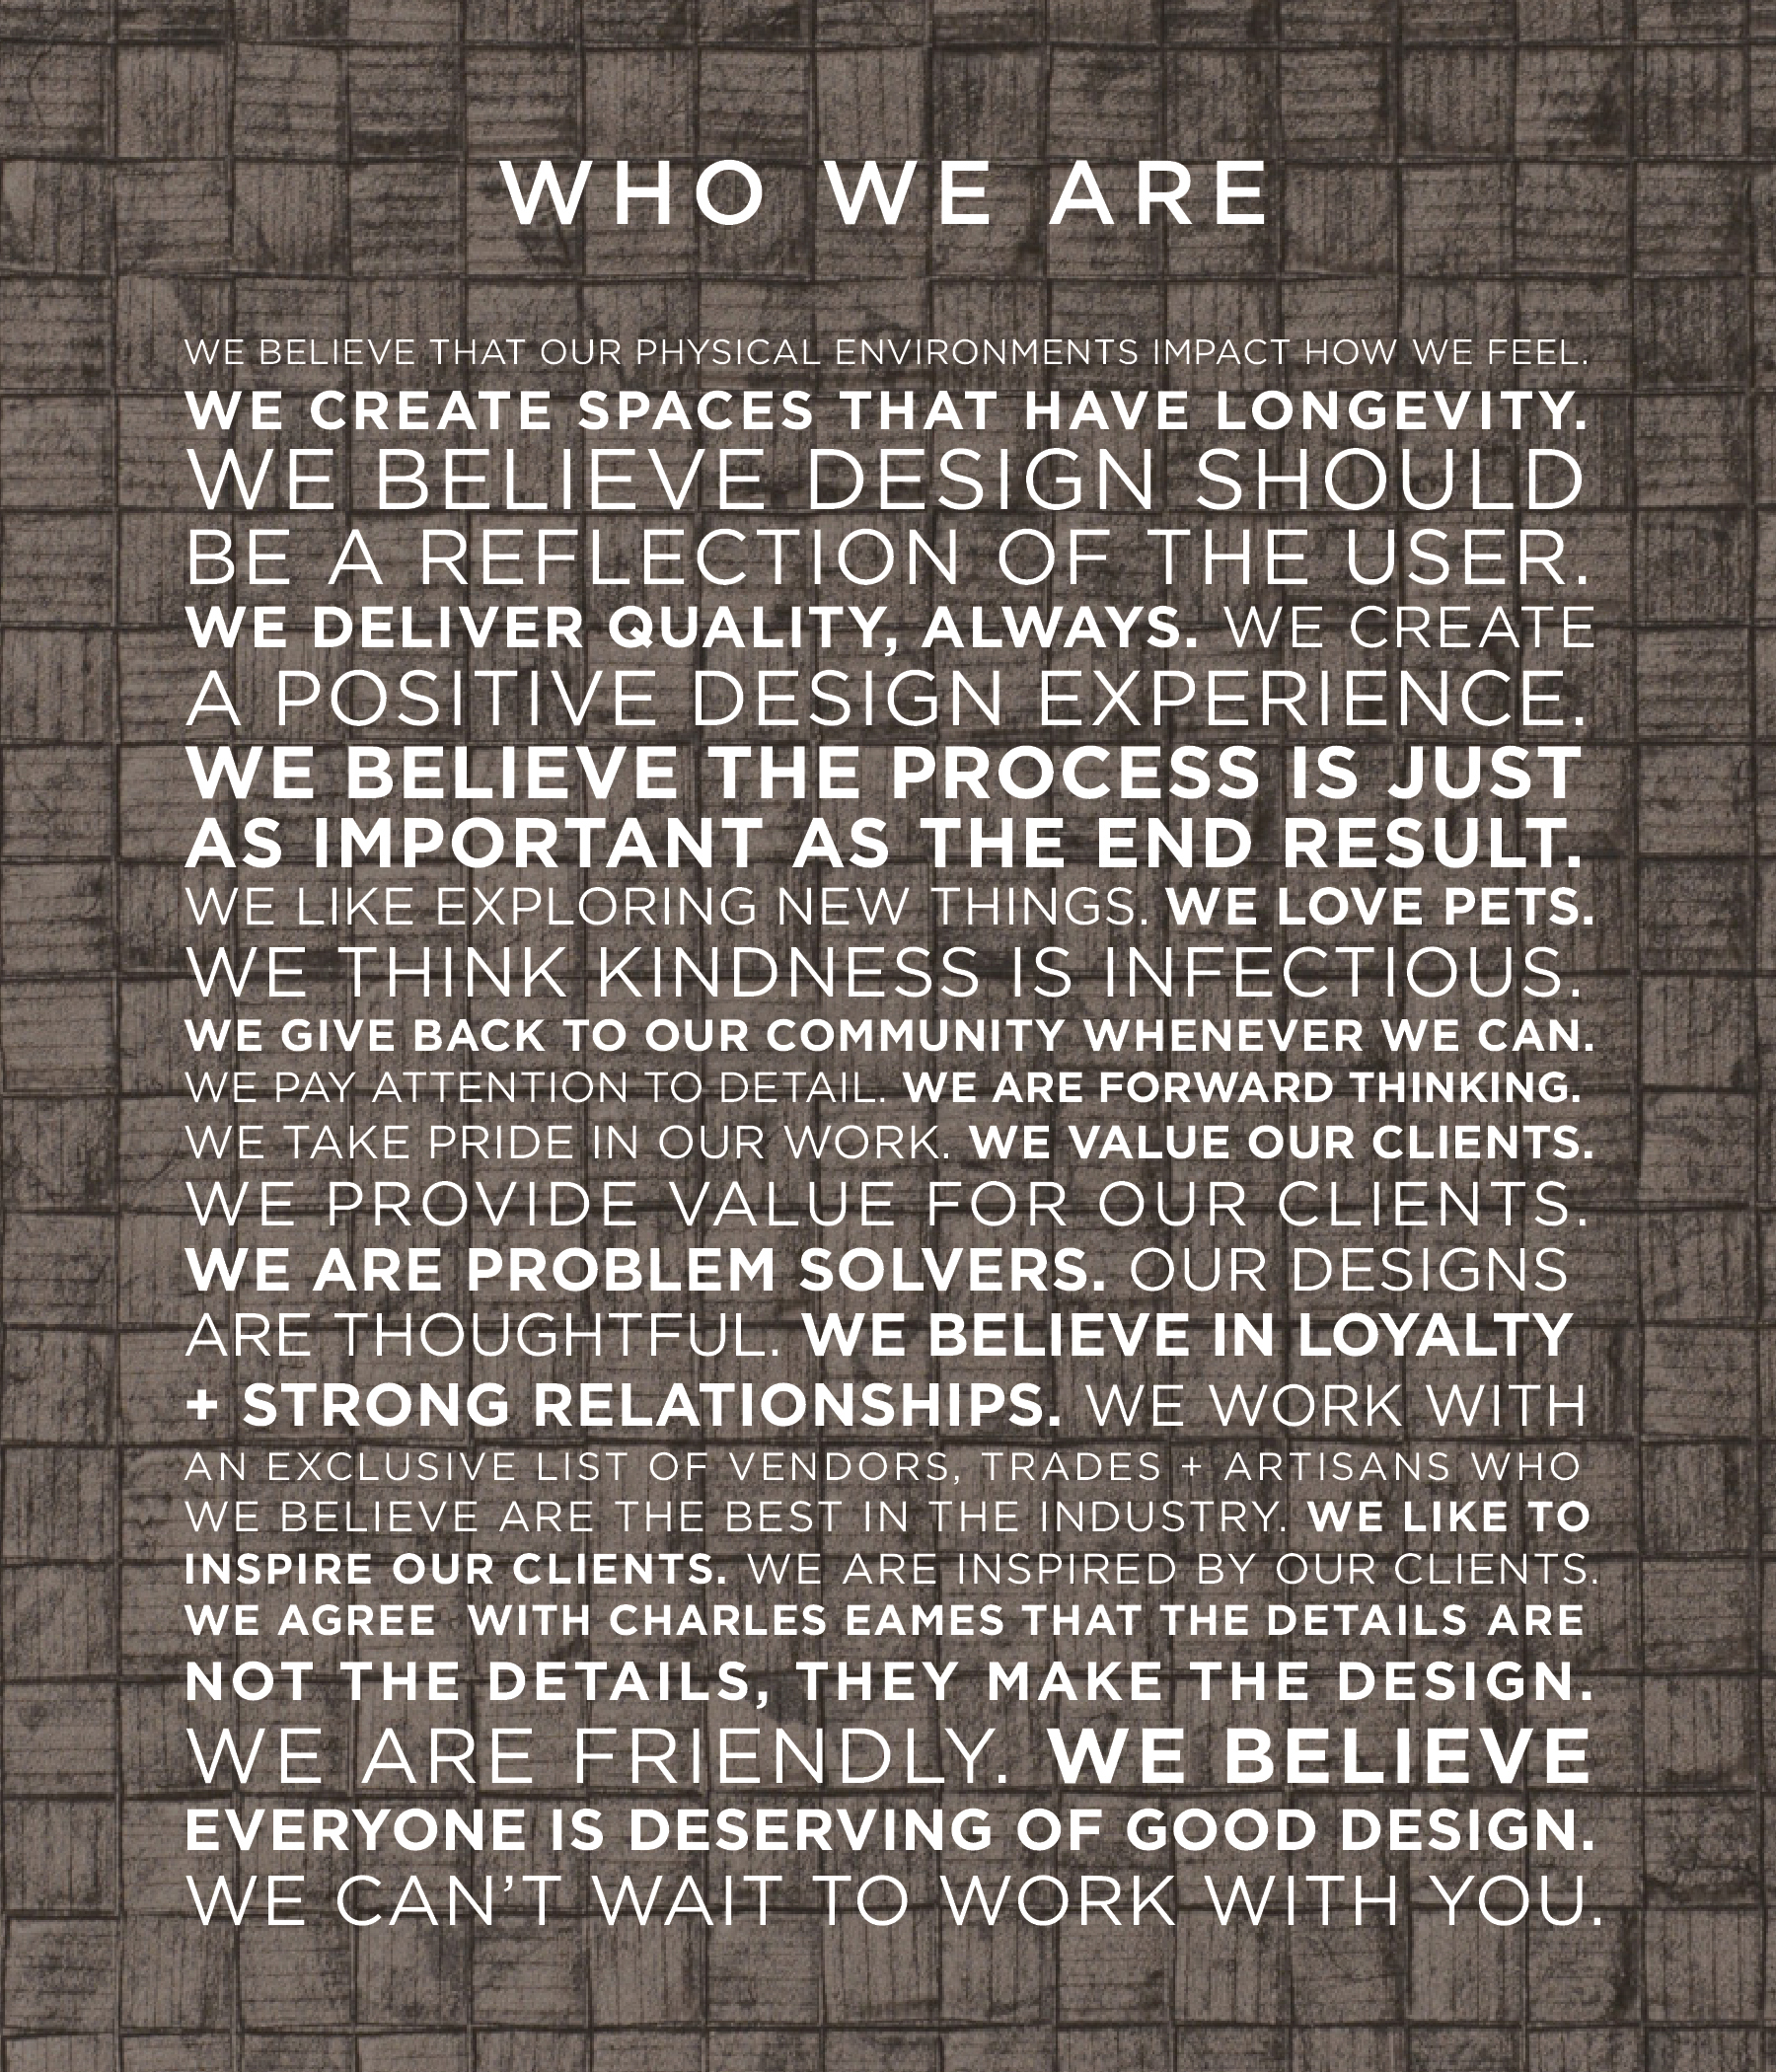 WHO WE ARE
WE BELIEVE THAT OUR PHYSICAL ENVIRONMENTS IMPACT HOW WE FEEL.
WE CREATE SPACES THAT HAVE LONGEVITY.
WE BELIEVE DESIGN SHOULD
BE A REFLECTION OF THE USER.
WE DELIVER QUALITY, ALWAYS. WE CREATE
A POSITIVE DESIGN EXPERIENCE.
WE BELIEVE THE PROCESS IS JUST
AS IMPORTANT AS THE END RESULT.
WE LIKE EXPLORING NEW THINGS. WE LOVE PETS.
WE THINK KINDNESS IS INFECTIOUS.
WE GIVE BACK TO OUR COMMUNITY WHENEVER WE CAN.
WE PAY ATTENTION TO DETAIL. WE ARE FORWARD THINKING.
WE TAKE PRIDE IN OUR WORK. WE VALUE OUR CLIENTS.
WE PROVIDE VALUE FOR OUR CLIENTS.
WE ARE PROBLEM SOLVERS. OUR DESIGNS
ARE THOUGHTFUL. WE BELIEVE IN LOYALTY
+ STRONG RELATIONSHIPS. WE WORK WITH
AN EXCLUSIVE LIST OF VENDORS, TRADES + ARTISANS WHO
WE BELIEVE ARE THE BEST IN THE INDUSTRY. WE LIKE TO
INSPIRE OUR CLIENTS. WE ARE INSPIRED BY OUR CLIENTS.
WE AGREE WITH CHARLES EAMES THAT THE DETAILS ARE
NOT THE DETAILS, THEY MAKE THE DESIGN.
WE ARE FRIENDLY. WE BELIEVE
EVERYONE IS DESERVING OF GOOD DESIGN.
WE CAN'T WAIT TO WORK WITH YOU.